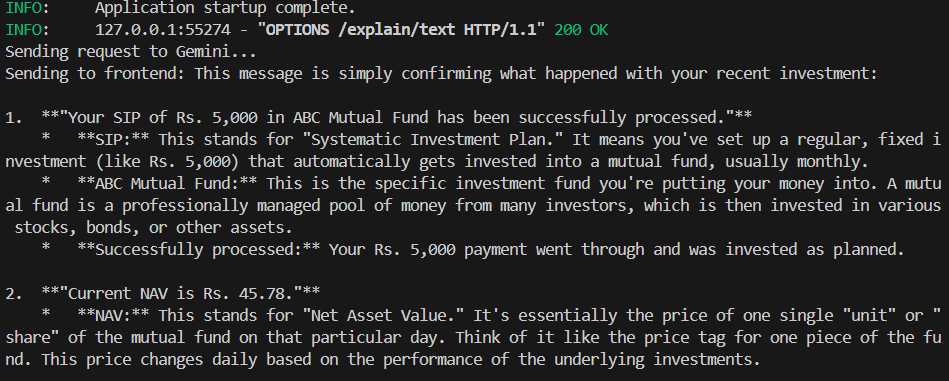 INFO:     Application startup complete.
INFO:     127.0.0.1:55274 - "OPTIONS /explain/text HTTP/1.1" 200 OK
Sending request to Gemini...
Sending to frontend: This message is simply confirming what happened with your recent investment:

1.  **"Your SIP of Rs. 5,000 in ABC Mutual Fund has been successfully processed."**
    *   **SIP:** This stands for "Systematic Investment Plan." It means you've set up a regular, fixed i
nvestment (like Rs. 5,000) that automatically gets invested into a mutual fund, usually monthly.
    *   **ABC Mutual Fund:** This is the specific investment fund you're putting your money into. A mutu
al fund is a professionally managed pool of money from many investors, which is then invested in various
 stocks, bonds, or other assets.
    *   **Successfully processed:** Your Rs. 5,000 payment went through and was invested as planned.

2.  **"Current NAV is Rs. 45.78."**
    *   **NAV:** This stands for "Net Asset Value." It's essentially the price of one single "unit" or "
share" of the mutual fund on that particular day. Think of it like the price tag for one piece of the fu
nd. This price changes daily based on the performance of the underlying investments.